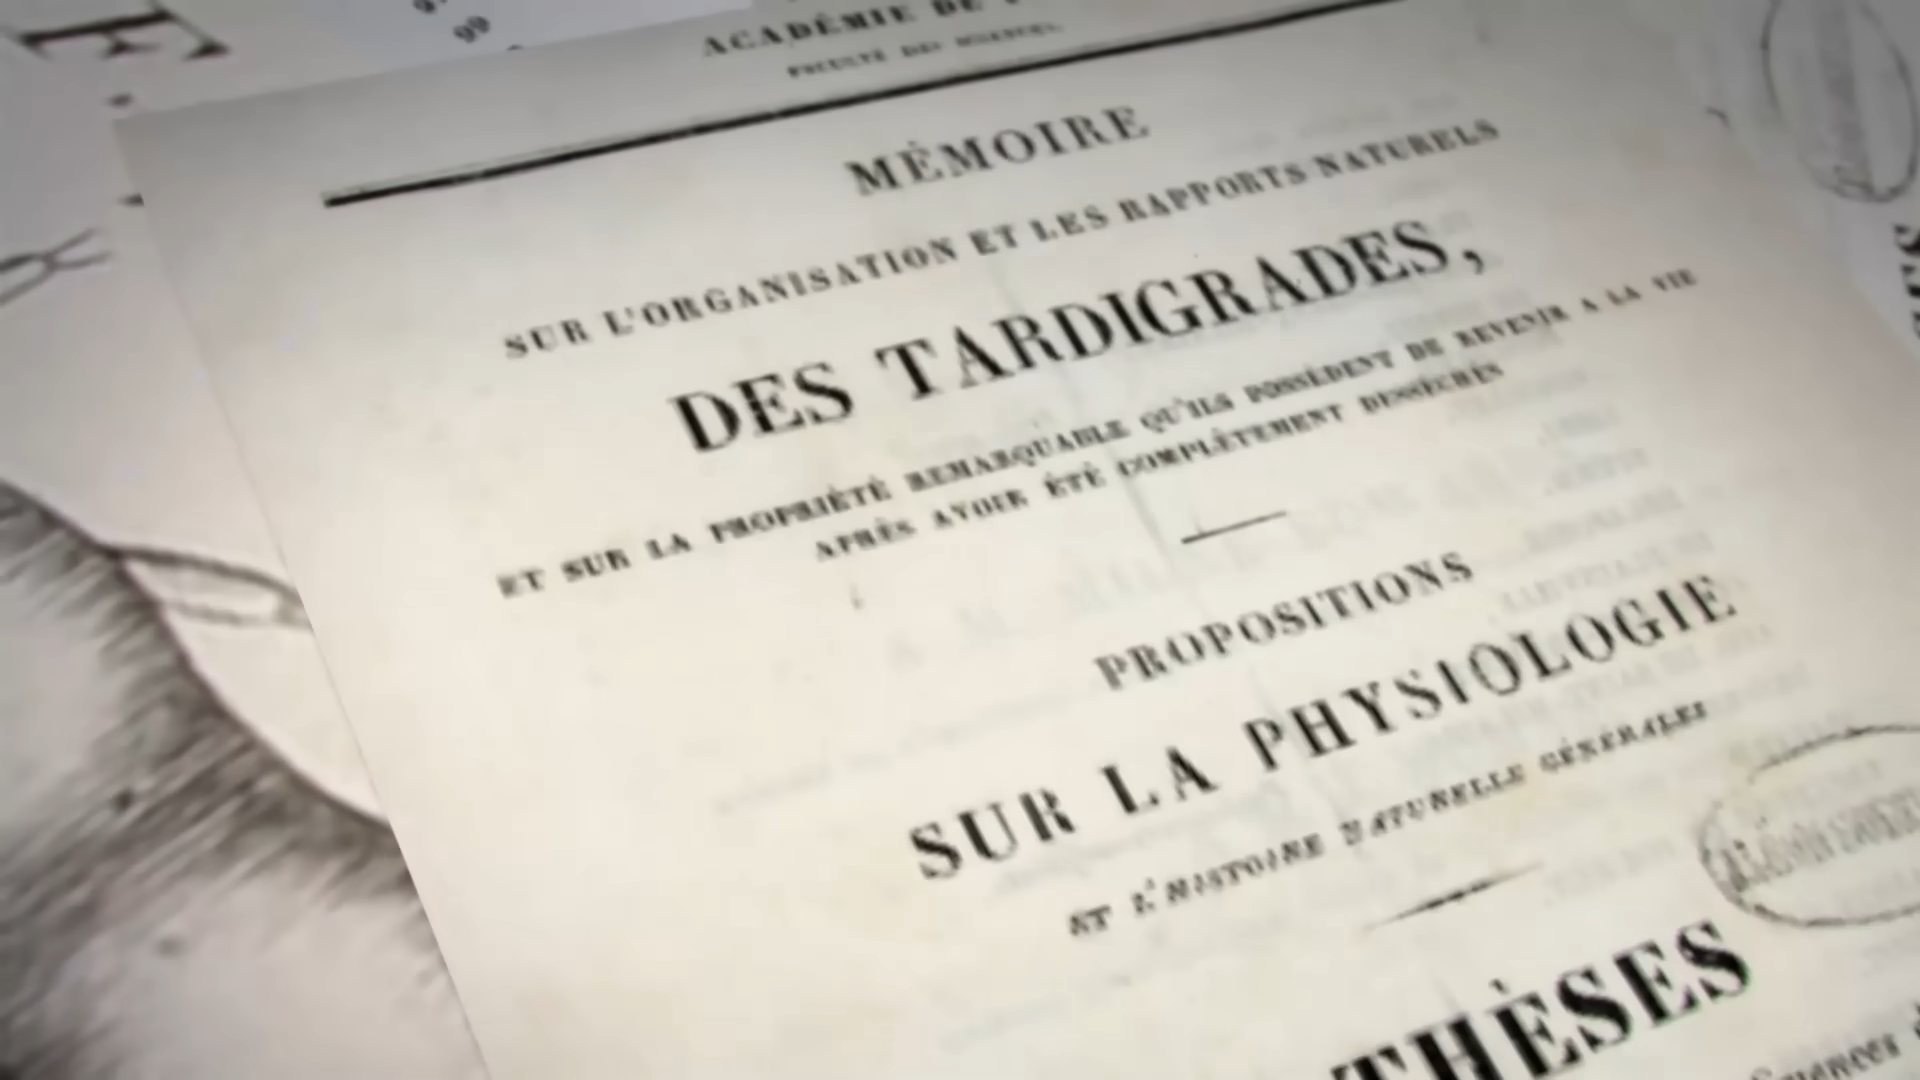 ACADÉMIE DE
FACULTÉ DES SCIENCES.
MÉMOIRE
SUR L'ORGANISATION ET LES RAPPORTS NATURELS
DES TARDIGRADES,
ET SUR LA PROPRIÉTÉ REMARQUABLE QU'ILS POSSÈDENT DE REVENIR A LA VIE
APRÈS AVOIR ÉTÉ COMPLÈTEMENT DESSÉCHÉS
PROPOSITIONS
SUR LA PHYSIOLOGIE
ET L'HISTOIRE NATURELLE GÉNÉRALES
THÈSES
Sciences